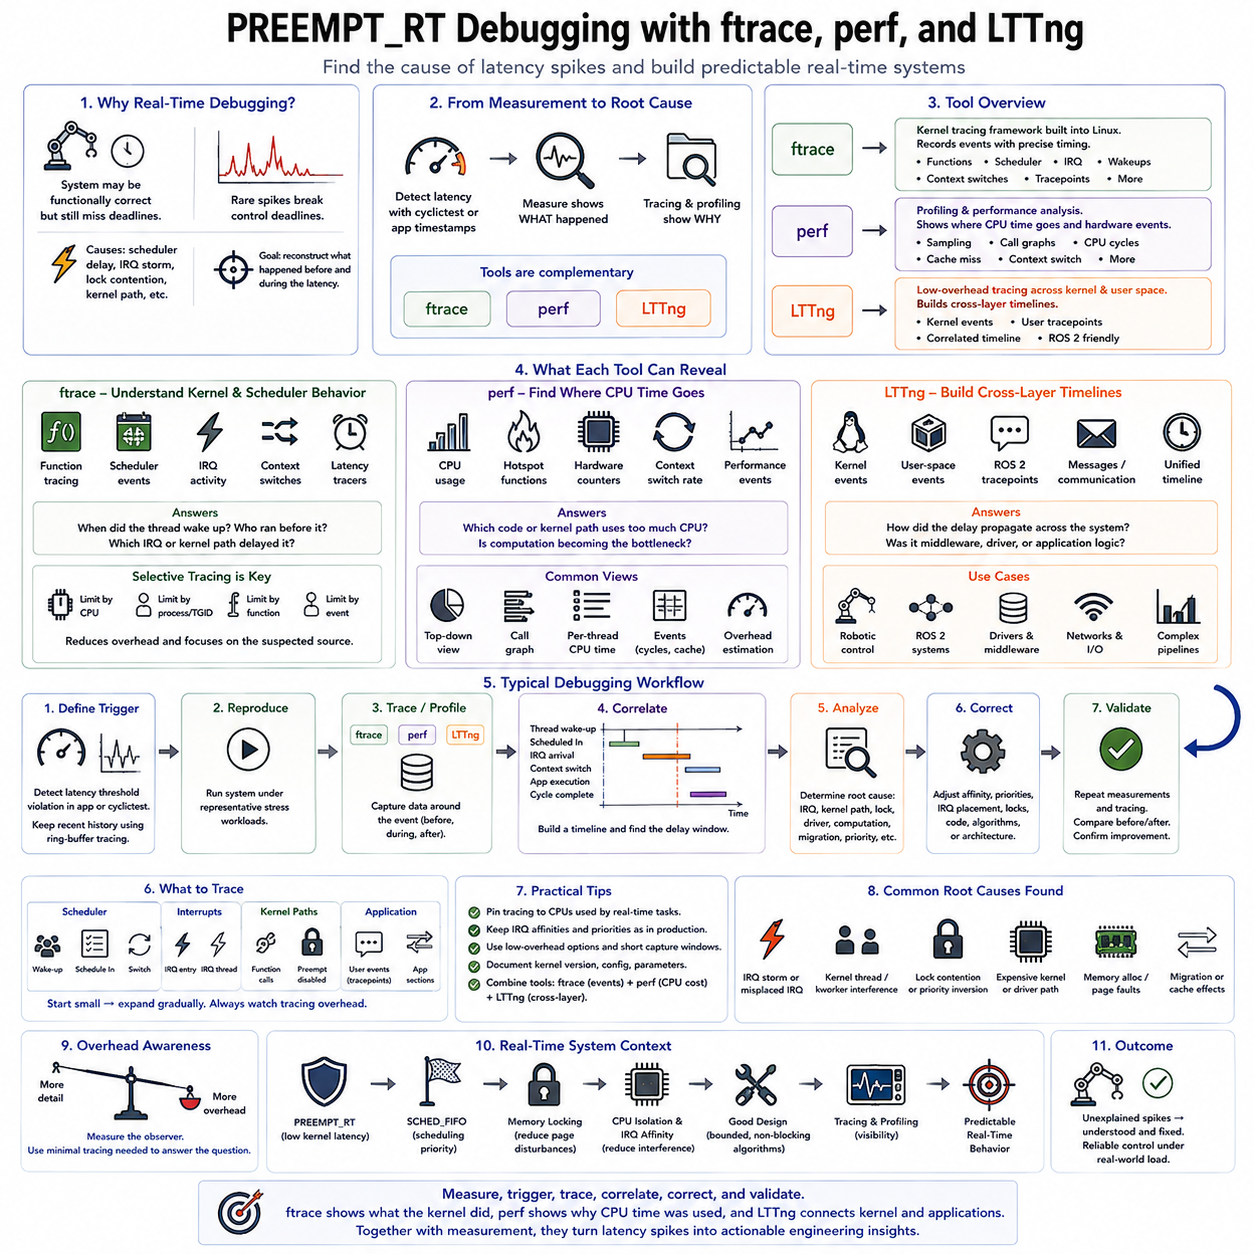 PREEMPT_RT Debugging with ftrace, perf, and LTTng
Find the cause of latency spikes and build predictable real-time systems
1. Why Real-Time Debugging?
System may be
functionally correct
but still miss deadlines.
Rare spikes break
control deadlines.
Causes: scheduler
delay, IRQ storm,
lock contention,
kernel path, etc.
Goal: reconstruct what
happened before and
during the latency.
2. From Measurement to Root Cause
Detect latency
with cyclictest or
app timestamps
Measure shows
WHAT happened
Tracing & profiling
show WHY
Tools are complementary
ftrace
perf
LTTng
3. Tool Overview
ftrace
Kernel tracing framework built into Linux.
Records events with precise timing.
• Functions • Scheduler • IRQ • Wakeups
• Context switches • Tracepoints • More
perf
Profiling & performance analysis.
Shows where CPU time goes and hardware events.
• Sampling • Call graphs • CPU cycles
• Cache miss • Context switch • More
LTTng
Low-overhead tracing across kernel & user space.
Builds cross-layer timelines.
• Kernel events • User tracepoints
• Correlated timeline • ROS 2 friendly
4. What Each Tool Can Reveal
ftrace – Understand Kernel & Scheduler Behavior
f()
Function
tracing
Scheduler
events
IRQ
activity
Context
switches
Latency
tracers
Answers
When did the thread wake up? Who ran before it?
Which IRQ or kernel path delayed it?
Selective Tracing is Key
Limit by
CPU
Limit by
process/TGID
Limit by
function
Limit by
event
Reduces overhead and focuses on the suspected source.
perf – Find Where CPU Time Goes
CPU
usage
Hotspot
functions
Hardware
counters
Context
switch rate
Performance
events
Answers
Which code or kernel path uses too much CPU?
Is computation becoming the bottleneck?
Common Views
Top-down
view
Call
graph
Per-thread
CPU time
Events
(cycles, cache)
Overhead
estimation
LTTng – Build Cross-Layer Timelines
Kernel
events
User-space
events
ROS 2
tracepoints
Messages /
communication
Unified
timeline
Answers
How did the delay propagate across the system?
Was it middleware, driver, or application logic?
Use Cases
Robotic
control
ROS 2
systems
Drivers &
middleware
Networks &
I/O
Complex
pipelines
5. Typical Debugging Workflow
1. Define Trigger
Detect latency threshold
violation in app or cyclictest.
Keep recent history using
ring-buffer tracing.
2. Reproduce
Run system under
representative stress
workloads.
3. Trace / Profile
ftrace
perf
LTTng
Capture data around
the event (before,
during, after).
4. Correlate
Thread wake-up
Scheduled In
IRQ arrival
Context switch
App execution
Cycle complete
Time
Build a timeline and find the delay window.
5. Analyze
Determine root cause:
IRQ, kernel path, lock,
driver, computation,
migration, priority, etc.
6. Correct
Adjust affinity, priorities,
IRQ placement, locks,
code, algorithms,
or architecture.
7. Validate
Repeat measurements
and tracing.
Compare before/after.
Confirm improvement.
6. What to Trace
Scheduler
Wake-up
Schedule In
Switch
Interrupts
IRQ entry
IRQ thread
Kernel Paths
Function
calls
Preempt
disabled
Application
User events
(tracepoints)
App
sections
Start small → expand gradually. Always watch tracing overhead.
7. Practical Tips
Pin tracing to CPUs used by real-time tasks.
Keep IRQ affinities and priorities as in production.
Use low-overhead options and short capture windows.
Document kernel version, config, parameters.
Combine tools: ftrace (events) + perf (CPU cost)
+ LTTng (cross-layer).
8. Common Root Causes Found
IRQ storm or
misplaced IRQ
Kernel thread /
kworker interference
Lock contention
or priority inversion
Expensive kernel
or driver path
Memory alloc /
page faults
Migration or
cache effects
9. Overhead Awareness
More
detail
More
overhead
Measure the observer.
Use minimal tracing needed to answer the question.
10. Real-Time System Context
PREEMPT_RT
(low kernel latency)
SCHED_FIFO
(scheduling
priority)
Memory Locking
(reduce page
disturbances)
CPU Isolation &
IRQ Affinity
(reduce interference)
Good Design
(bounded, non-blocking
algorithms)
Tracing & Profiling
(visibility)
Predictable
Real-Time
Behavior
11. Outcome
Unexplained spikes →
understood and fixed.
Reliable control under
real-world load.
Measure, trigger, trace, correlate, correct, and validate.
ftrace shows what the kernel did, perf shows why CPU time was used, and LTTng connects kernel and applications.
Together with measurement, they turn latency spikes into actionable engineering insights.